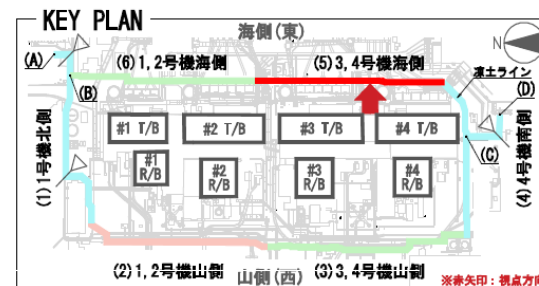 KEY PLAN
海側(東)
N
(A)
(6)1,2号機海側
(5)3,4号機海側
凍土ライン
(B)
(D)
#1 T/B
#2 T/B
#3 T/B
#4 T/B
(1)1号機北側
#1
R/B
#2
R/B
#3
R/B
#4
R/B
(C)
(4)4号機南側
(2)1,2号機山側
山側(西)
(3)3,4号機山側
※赤矢印：視点方向